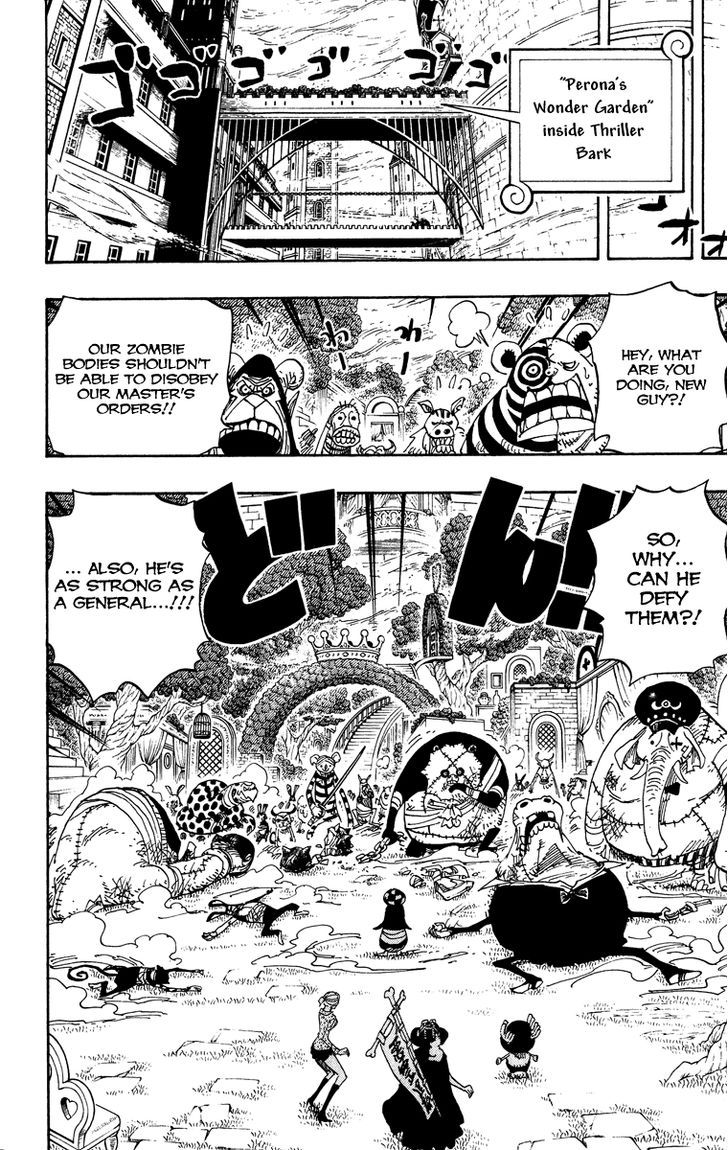 ゴゴゴゴゴゴ
"Perona's
Wonder Garden"
inside Thriller
Bark
オオ
HEY, WHAT
ARE YOU
DOING, NEW
GUY?!
わわ
OUR ZOMBIE
BODIES SHOULDN'T
BE ABLE TO DISOBEY
OUR MASTER'S
ORDERS!!
SO,
WHY...
CAN HE
DEFY
THEM?!
どん!!
... ALSO, HE'S
AS STRONG AS
A GENERAL...!!!